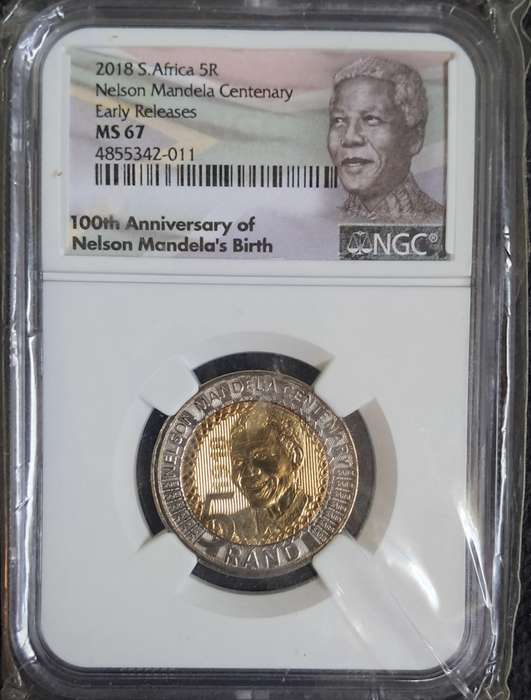 2018 S.Africa 5R
Nelson Mandela Centenary
Early Releases
MS 67
4855342-011
100th Anniversary of
Nelson Mandela's Birth
NGC®
NELSON MANDELA CENTENARY
RAND